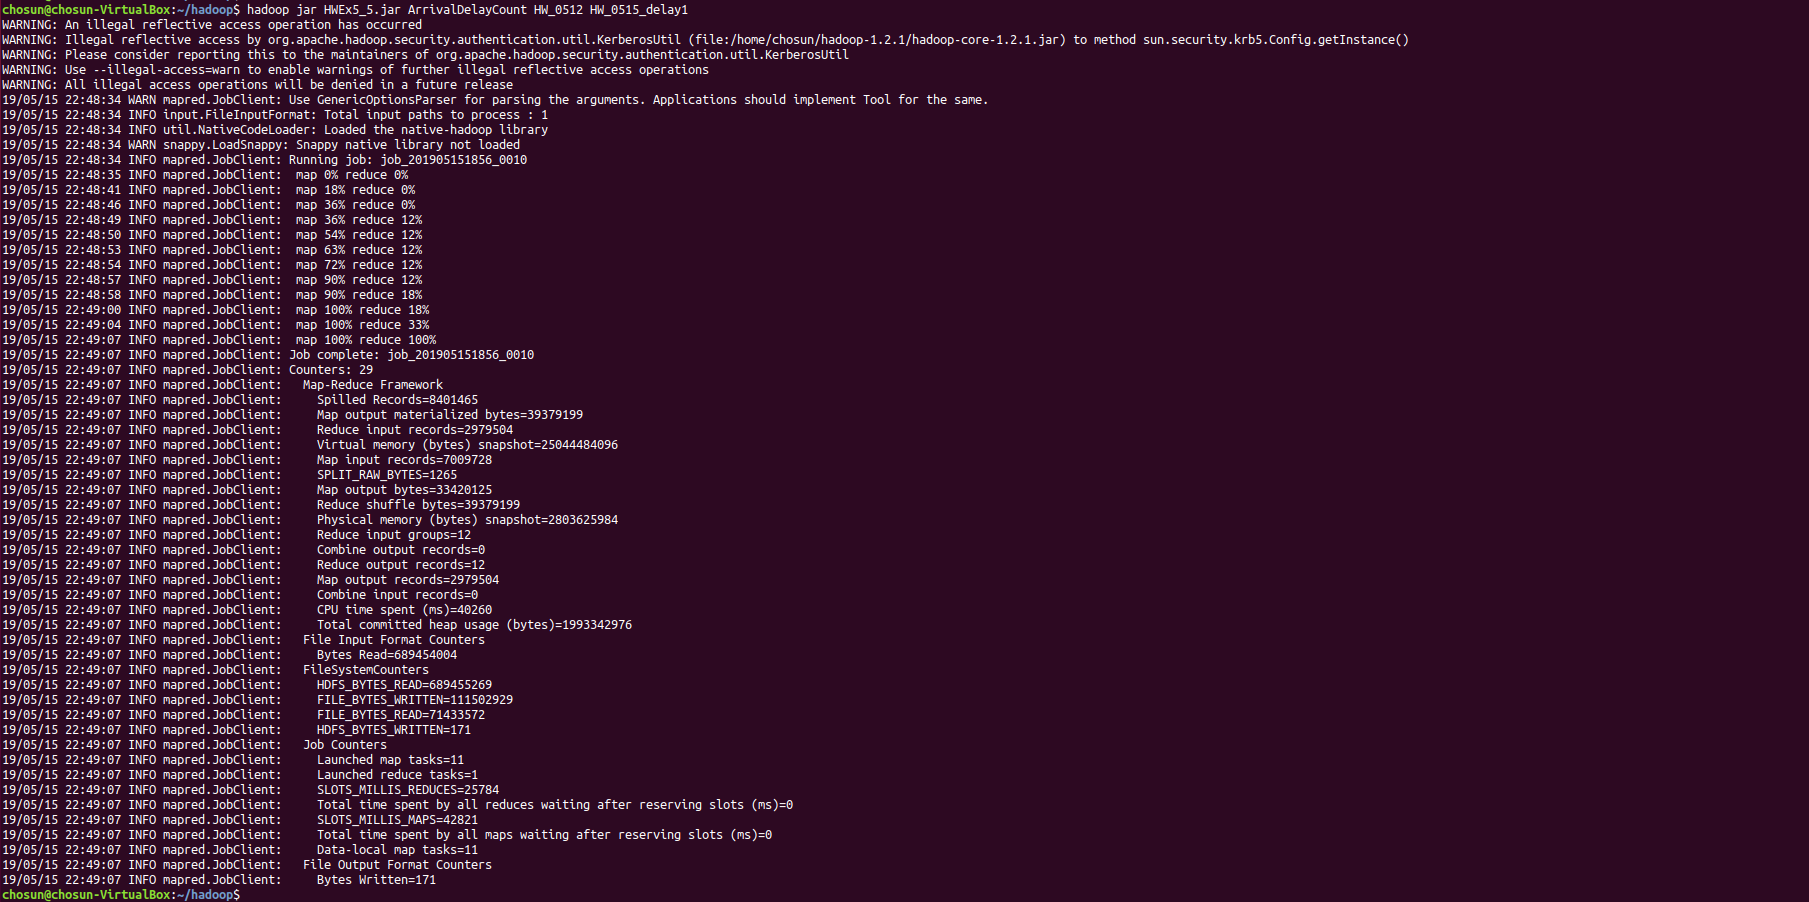 chosun@chosun-VirtualBox:~/hadoop$ hadoop jar HWEx5_5.jar ArrivalDelayCount HW_0512 HW_0515_delay1
WARNING: An illegal reflective access operation has occurred
WARNING: Illegal reflective access by org.apache.hadoop.security.authentication.util.KerberosUtil (file:/home/chosun/hadoop-1.2.1/hadoop-core-1.2.1.jar) to method sun.security.krb5.Config.getInstance()
WARNING: Please consider reporting this to the maintainers of org.apache.hadoop.security.authentication.util.KerberosUtil
WARNING: Use --illegal-access=warn to enable warnings of further illegal reflective access operations
WARNING: All illegal access operations will be denied in a future release
19/05/15 22:48:34 WARN mapred.JobClient: Use GenericOptionsParser for parsing the arguments. Applications should implement Tool for the same.
19/05/15 22:48:34 INFO input.FileInputFormat: Total input paths to process : 1
19/05/15 22:48:34 INFO util.NativeCodeLoader: Loaded the native-hadoop library
19/05/15 22:48:34 WARN snappy.LoadSnappy: Snappy native library not loaded
19/05/15 22:48:34 INFO mapred.JobClient: Running job: job_201905151856_0010
19/05/15 22:48:35 INFO mapred.JobClient:  map 0% reduce 0%
19/05/15 22:48:41 INFO mapred.JobClient:  map 18% reduce 0%
19/05/15 22:48:46 INFO mapred.JobClient:  map 36% reduce 0%
19/05/15 22:48:49 INFO mapred.JobClient:  map 36% reduce 12%
19/05/15 22:48:50 INFO mapred.JobClient:  map 54% reduce 12%
19/05/15 22:48:53 INFO mapred.JobClient:  map 63% reduce 12%
19/05/15 22:48:54 INFO mapred.JobClient:  map 72% reduce 12%
19/05/15 22:48:57 INFO mapred.JobClient:  map 90% reduce 12%
19/05/15 22:48:58 INFO mapred.JobClient:  map 90% reduce 18%
19/05/15 22:49:00 INFO mapred.JobClient:  map 100% reduce 18%
19/05/15 22:49:04 INFO mapred.JobClient:  map 100% reduce 33%
19/05/15 22:49:07 INFO mapred.JobClient:  map 100% reduce 100%
19/05/15 22:49:07 INFO mapred.JobClient: Job complete: job_201905151856_0010
19/05/15 22:49:07 INFO mapred.JobClient: Counters: 29
19/05/15 22:49:07 INFO mapred.JobClient:   Map-Reduce Framework
19/05/15 22:49:07 INFO mapred.JobClient:     Spilled Records=8401465
19/05/15 22:49:07 INFO mapred.JobClient:     Map output materialized bytes=39379199
19/05/15 22:49:07 INFO mapred.JobClient:     Reduce input records=2979504
19/05/15 22:49:07 INFO mapred.JobClient:     Virtual memory (bytes) snapshot=25044484096
19/05/15 22:49:07 INFO mapred.JobClient:     Map input records=7009728
19/05/15 22:49:07 INFO mapred.JobClient:     SPLIT_RAW_BYTES=1265
19/05/15 22:49:07 INFO mapred.JobClient:     Map output bytes=33420125
19/05/15 22:49:07 INFO mapred.JobClient:     Reduce shuffle bytes=39379199
19/05/15 22:49:07 INFO mapred.JobClient:     Physical memory (bytes) snapshot=2803625984
19/05/15 22:49:07 INFO mapred.JobClient:     Reduce input groups=12
19/05/15 22:49:07 INFO mapred.JobClient:     Combine output records=0
19/05/15 22:49:07 INFO mapred.JobClient:     Reduce output records=12
19/05/15 22:49:07 INFO mapred.JobClient:     Map output records=2979504
19/05/15 22:49:07 INFO mapred.JobClient:     Combine input records=0
19/05/15 22:49:07 INFO mapred.JobClient:     CPU time spent (ms)=40260
19/05/15 22:49:07 INFO mapred.JobClient:     Total committed heap usage (bytes)=1993342976
19/05/15 22:49:07 INFO mapred.JobClient:   File Input Format Counters
19/05/15 22:49:07 INFO mapred.JobClient:     Bytes Read=689454004
19/05/15 22:49:07 INFO mapred.JobClient:   FileSystemCounters
19/05/15 22:49:07 INFO mapred.JobClient:     HDFS_BYTES_READ=689455269
19/05/15 22:49:07 INFO mapred.JobClient:     FILE_BYTES_WRITTEN=111502929
19/05/15 22:49:07 INFO mapred.JobClient:     FILE_BYTES_READ=71433572
19/05/15 22:49:07 INFO mapred.JobClient:     HDFS_BYTES_WRITTEN=171
19/05/15 22:49:07 INFO mapred.JobClient:   Job Counters
19/05/15 22:49:07 INFO mapred.JobClient:     Launched map tasks=11
19/05/15 22:49:07 INFO mapred.JobClient:     Launched reduce tasks=1
19/05/15 22:49:07 INFO mapred.JobClient:     SLOTS_MILLIS_REDUCES=25784
19/05/15 22:49:07 INFO mapred.JobClient:     Total time spent by all reduces waiting after reserving slots (ms)=0
19/05/15 22:49:07 INFO mapred.JobClient:     SLOTS_MILLIS_MAPS=42821
19/05/15 22:49:07 INFO mapred.JobClient:     Total time spent by all maps waiting after reserving slots (ms)=0
19/05/15 22:49:07 INFO mapred.JobClient:     Data-local map tasks=11
19/05/15 22:49:07 INFO mapred.JobClient:   File Output Format Counters
19/05/15 22:49:07 INFO mapred.JobClient:     Bytes Written=171
chosun@chosun-VirtualBox:~/hadoop$